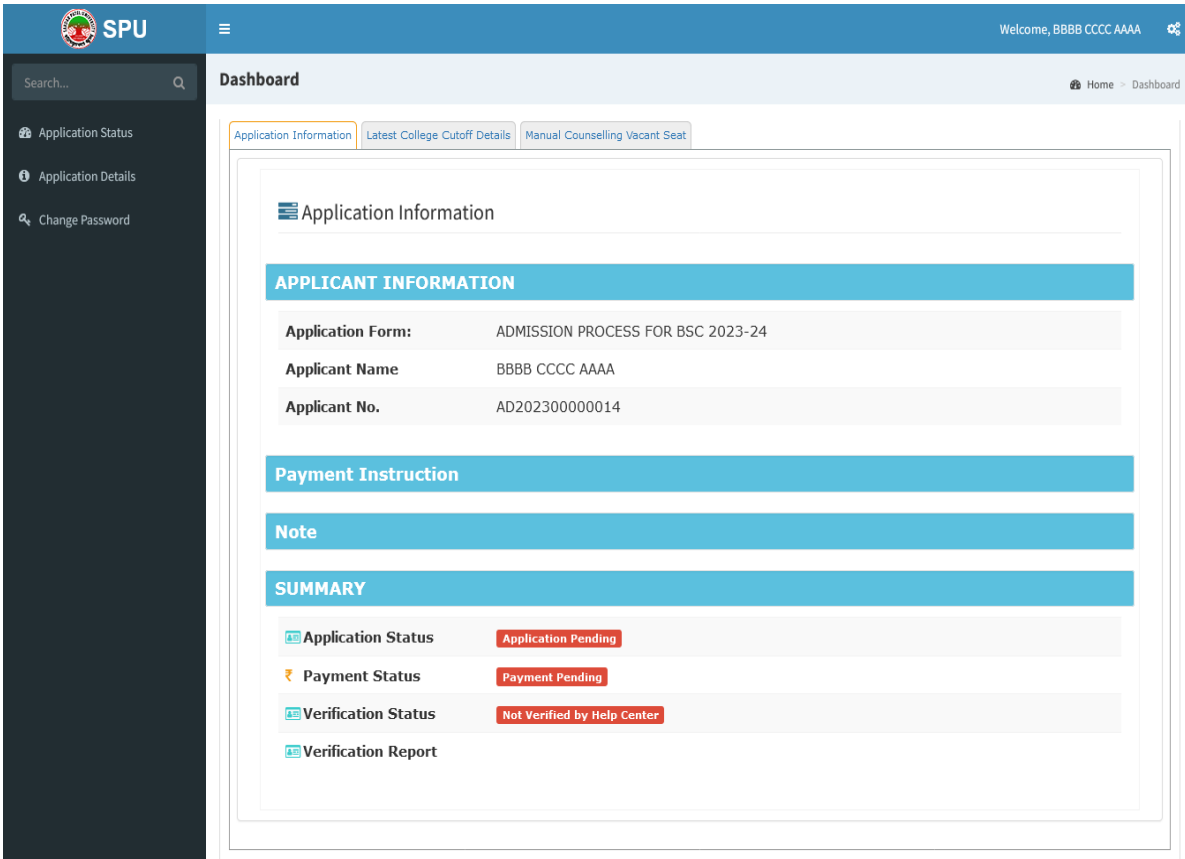 SPU
Welcome, BBBB CCCC AAAA
Search...
Dashboard
Home > Dashboard
Application Status
Application Details
Change Password
Application Information
Latest College Cutoff Details
Manual Counselling Vacant Seat
Application Information
APPLICANT INFORMATION
Application Form: ADMISSION PROCESS FOR BSC 2023-24
Applicant Name BBBB CCCC AAAA
Applicant No. AD202300000014
Payment Instruction
Note
SUMMARY
Application Status Application Pending
₹ Payment Status Payment Pending
Verification Status Not Verified by Help Center
Verification Report